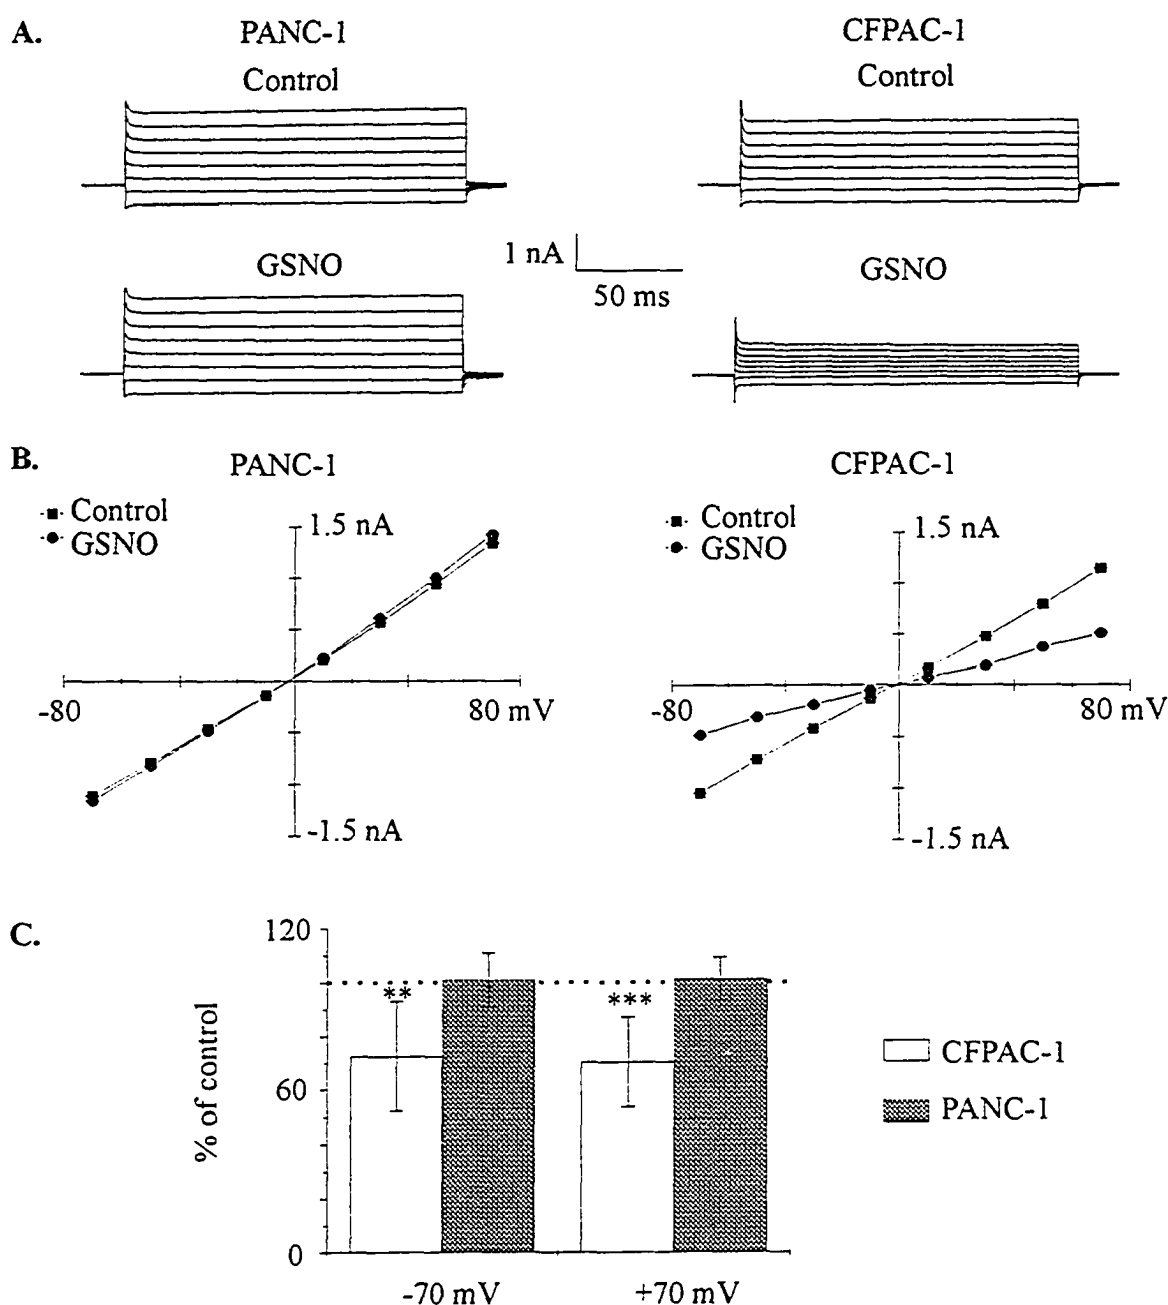 A.
PANC-1
Control
CFPAC-1
Control
GSNO
1 nA
50 ms
GSNO
B.
PANC-1
Control
GSNO
1.5 nA
-80
80 mV
-1.5 nA
CFPAC-1
Control
GSNO
1.5 nA
-80
80 mV
-1.5 nA
C.
% of control
120
60
0
**
***
-70 mV
+70 mV
CFPAC-1
PANC-1